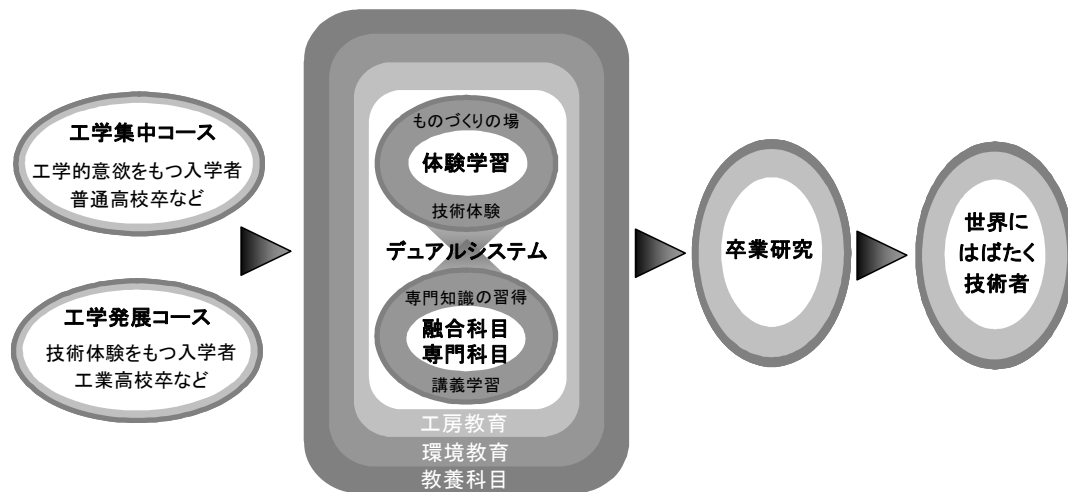 工学集中コース
工学的意欲をもつ入学者
普通高校卒など
工学発展コース
技術体験をもつ入学者
工業高校卒など
ものづくりの場
体験学習
技術体験
デュアルシステム
専門知識の習得
融合科目
専門科目
講義学習
工房教育
環境教育
教養科目
卒業研究
世界に
はばたく
技術者